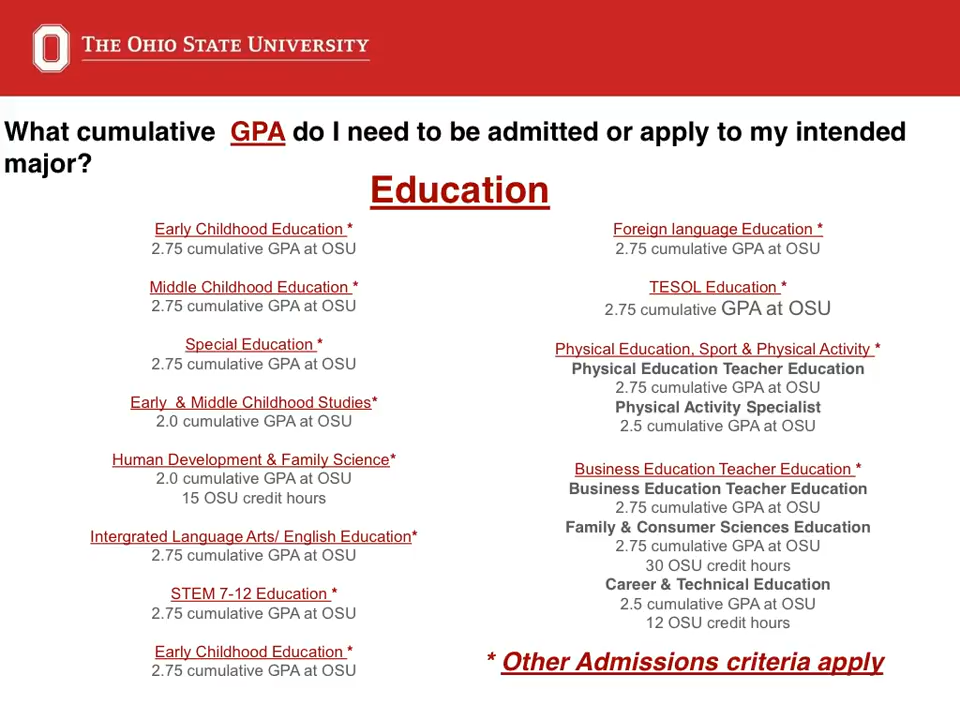 THE OHIO STATE UNIVERSITY
What cumulative GPA do I need to be admitted or apply to my intended
major?
Education
Early Childhood Education *
2.75 cumulative GPA at OSU
Middle Childhood Education *
2.75 cumulative GPA at OSU
Special Education *
2.75 cumulative GPA at OSU
Early & Middle Childhood Studies*
2.0 cumulative GPA at OSU
Human Development & Family Science*
2.0 cumulative GPA at OSU
15 OSU credit hours
Intergrated Language Arts/ English Education*
2.75 cumulative GPA at OSU
STEM 7-12 Education *
2.75 cumulative GPA at OSU
Early Childhood Education *
2.75 cumulative GPA at OSU
Foreign language Education *
2.75 cumulative GPA at OSU
TESOL Education *
2.75 cumulative GPA at OSU
Physical Education, Sport & Physical Activity *
Physical Education Teacher Education
2.75 cumulative GPA at OSU
Physical Activity Specialist
2.5 cumulative GPA at OSU
Business Education Teacher Education *
Business Education Teacher Education
2.75 cumulative GPA at OSU
Family & Consumer Sciences Education
2.75 cumulative GPA at OSU
30 OSU credit hours
Career & Technical Education
2.5 cumulative GPA at OSU
12 OSU credit hours
* Other Admissions criteria apply